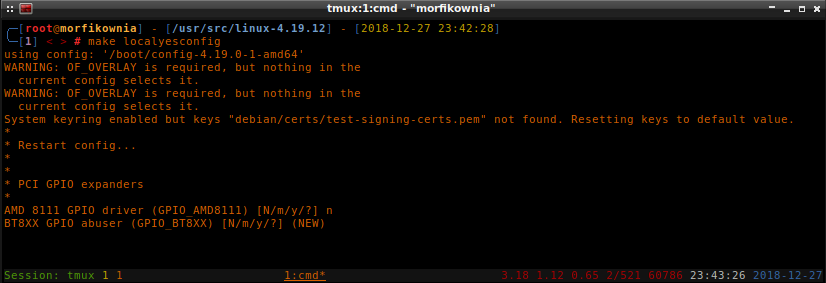 tmux:1:cmd - "morfikownia"
[root@morfikownia] - [/usr/src/linux-4.19.12] - [2018-12-27 23:42:28]
[1] < > # make localyesconfig
using config: '/boot/config-4.19.0-1-amd64'
WARNING: OF_OVERLAY is required, but nothing in the
current config selects it.
WARNING: OF_OVERLAY is required, but nothing in the
current config selects it.
System keyring enabled but keys "debian/certs/test-signing-certs.pem" not found. Resetting keys to default value.
*
* Restart config...
*
*
* PCI GPIO expanders
*
AMD 8111 GPIO driver (GPIO_AMD8111) [N/m/y/?] n
BT8XX GPIO abuser (GPIO_BT8XX) [N/m/y/?] (NEW)
Session: tmux 1 1 1:cmd* 3.18 1.12 0.65 2/521 60786 23:43:26 2018-12-27